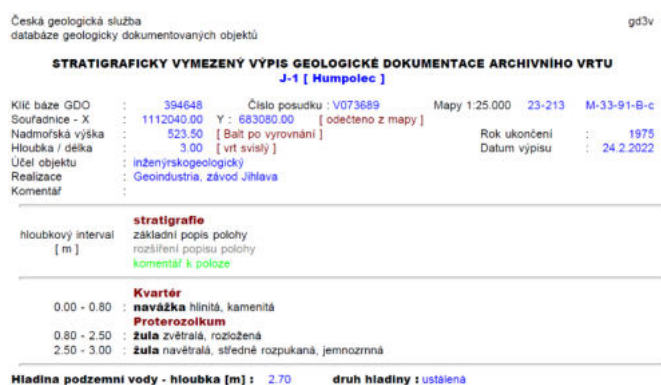 Česká geologická služba gd3v
databáze geologicky dokumentovaných objektů
STRATIGRAFICKY VYMEZENÝ VÝPIS GEOLOGICKÉ DOKUMENTACE ARCHIVNÍHO VRTU
J-1 [ Humpolec ]
Klíč báze GDO : 394648 Číslo posudku : V073689 Mapy 1:25.000 23-213 M-33-91-B-c
Souřadnice - X : 1112040.00 Y : 683080.00 [ odečteno z mapy ]
Nadmořská výška : 523.50 [ Balt po vyrovnání ] Rok ukončení : 1975
Hloubka / délka : 3.00 [ vrt svislý ] Datum výpisu : 24.2.2022
Účel objektu : inženýrskogeologický
Realizace : Geoindustria, závod Jihlava
Komentář :
stratigrafie
hloubkový interval základní popis polohy
[ m ] rozšíření popisu polohy
komentář k poloze
Kvartér
0.00 - 0.80 : navážka hlinitá, kamenitá
Proterozoikum
0.80 - 2.50 : žula zvětralá, rozložená
2.50 - 3.00 : žula navětralá, středně rozpukaná, jemnozrnná
Hladina podzemní vody - hloubka [m] : 2.70 druh hladiny : ustálená